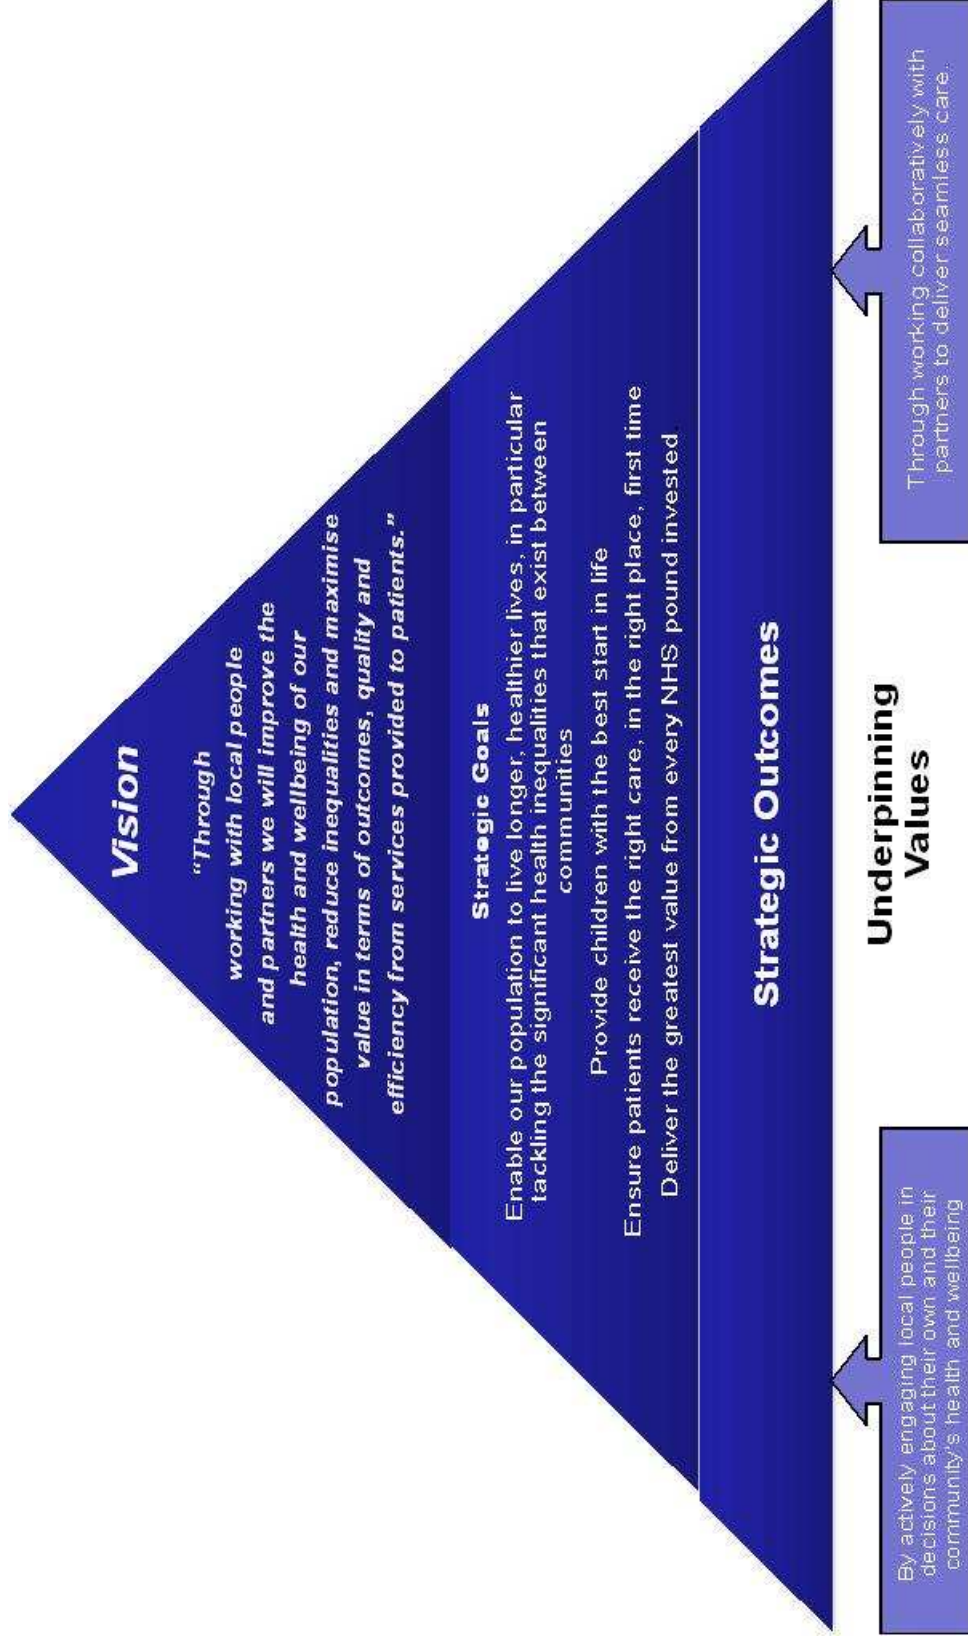 Vision
“Through
working with local people
and partners we will improve the
health and wellbeing of our
population, reduce inequalities and maximise
value in terms of outcomes, quality and
efficiency from services provided to patients.”
Strategic Goals
Enable our population to live longer, healthier lives, in particular
tackling the significant health inequalities that exist between
communities
Provide children with the best start in life
Ensure patients receive the right care, in the right place, first time
Deliver the greatest value from every NHS pound invested.
Strategic Outcomes
By actively engaging local people in
decisions about their own and their
community's health and wellbeing
Underpinning
Values
Through working collaboratively with
partners to deliver seamless care.